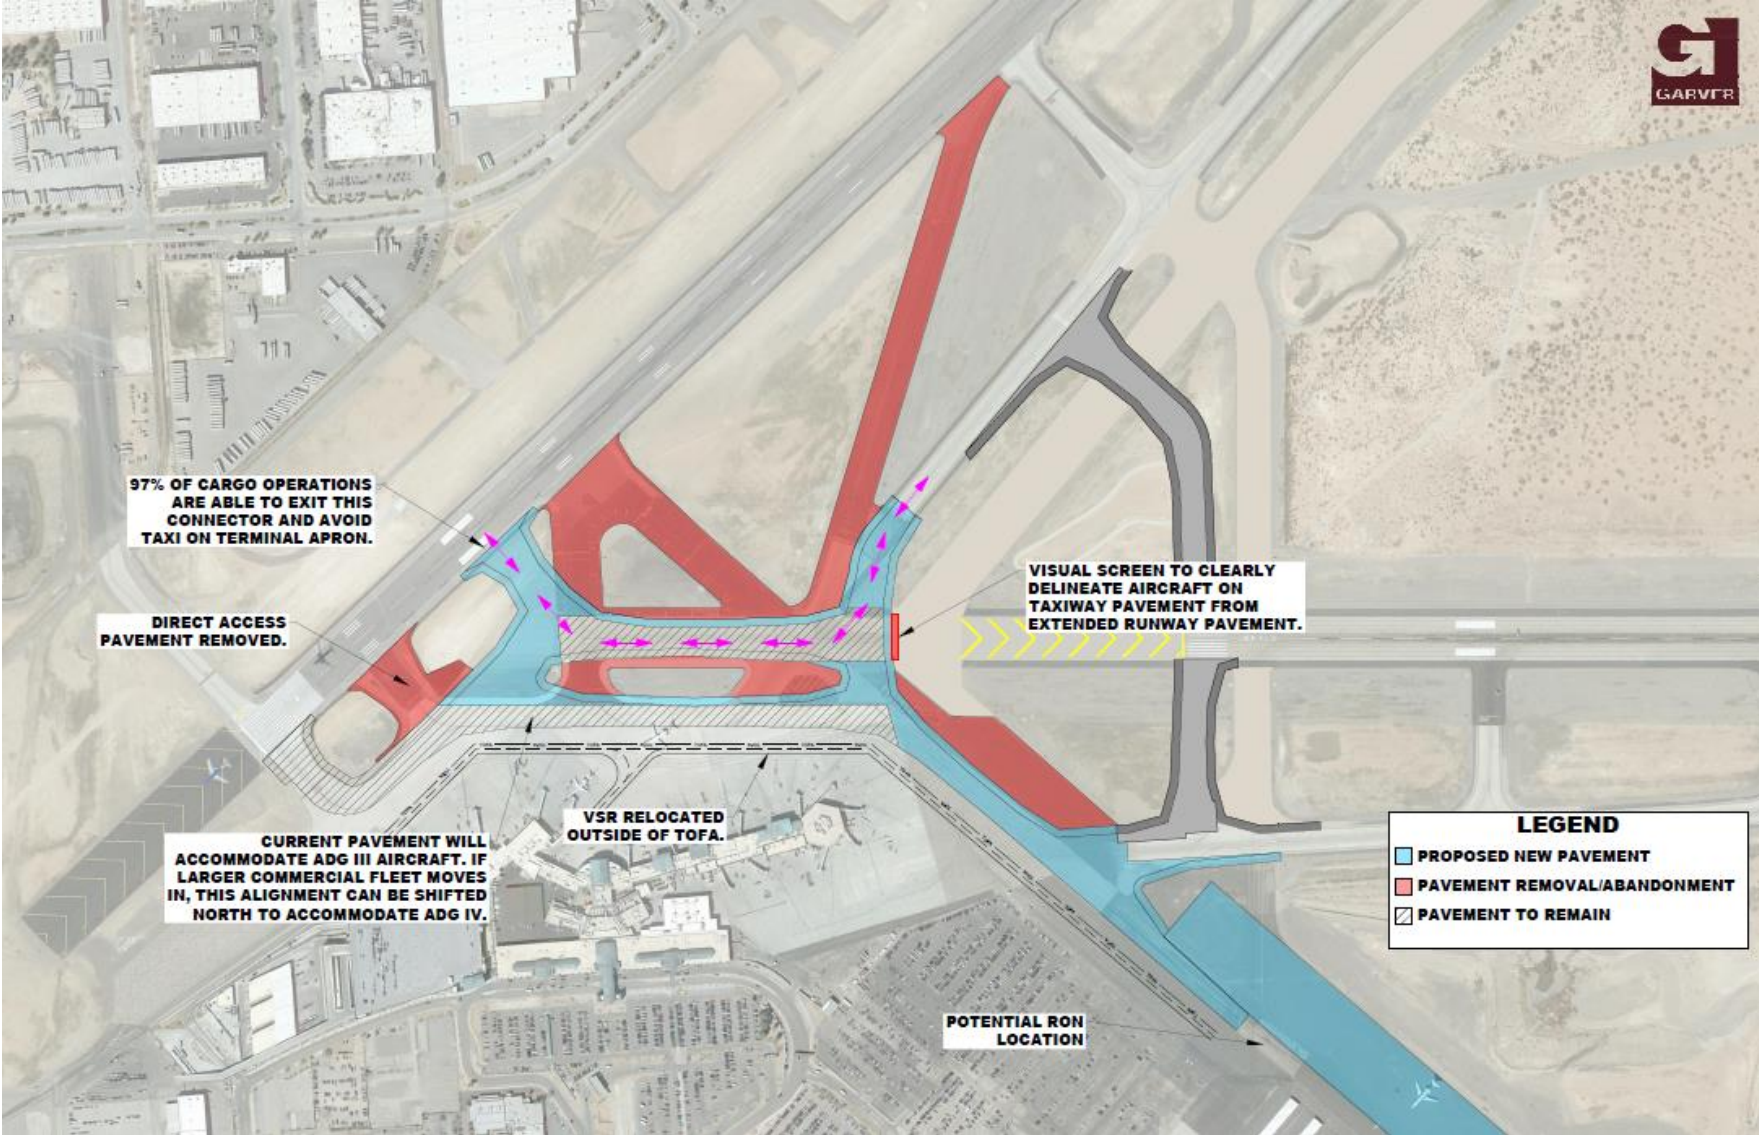 GARVER
97% OF CARGO OPERATIONS
ARE ABLE TO EXIT THIS
CONNECTOR AND AVOID
TAXI ON TERMINAL APRON.
VISUAL SCREEN TO CLEARLY
DELINEATE AIRCRAFT ON
TAXIWAY PAVEMENT FROM
EXTENDED RUNWAY PAVEMENT.
DIRECT ACCESS
PAVEMENT REMOVED.
VSR RELOCATED
OUTSIDE OF TOFA.
CURRENT PAVEMENT WILL
ACCOMMODATE ADG III AIRCRAFT. IF
LARGER COMMERCIAL FLEET MOVES
IN, THIS ALIGNMENT CAN BE SHIFTED
NORTH TO ACCOMMODATE ADG IV.
LEGEND
PROPOSED NEW PAVEMENT
PAVEMENT REMOVAL/ABANDONMENT
PAVEMENT TO REMAIN
POTENTIAL RON
LOCATION